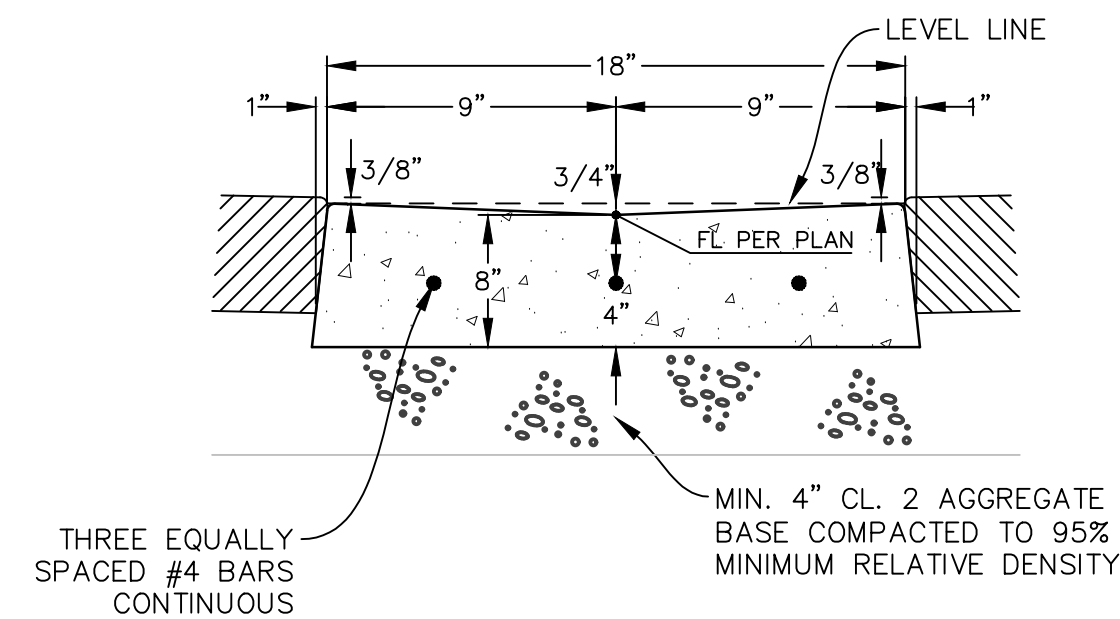 LEVEL LINE
18”
1” 9” 9” 1”
3/8” 3/4” 3/8”
FL PER PLAN
8”
4”
MIN. 4” CL. 2 AGGREGATE
BASE COMPACTED TO 95%
MINIMUM RELATIVE DENSITY
THREE EQUALLY
SPACED #4 BARS
CONTINUOUS